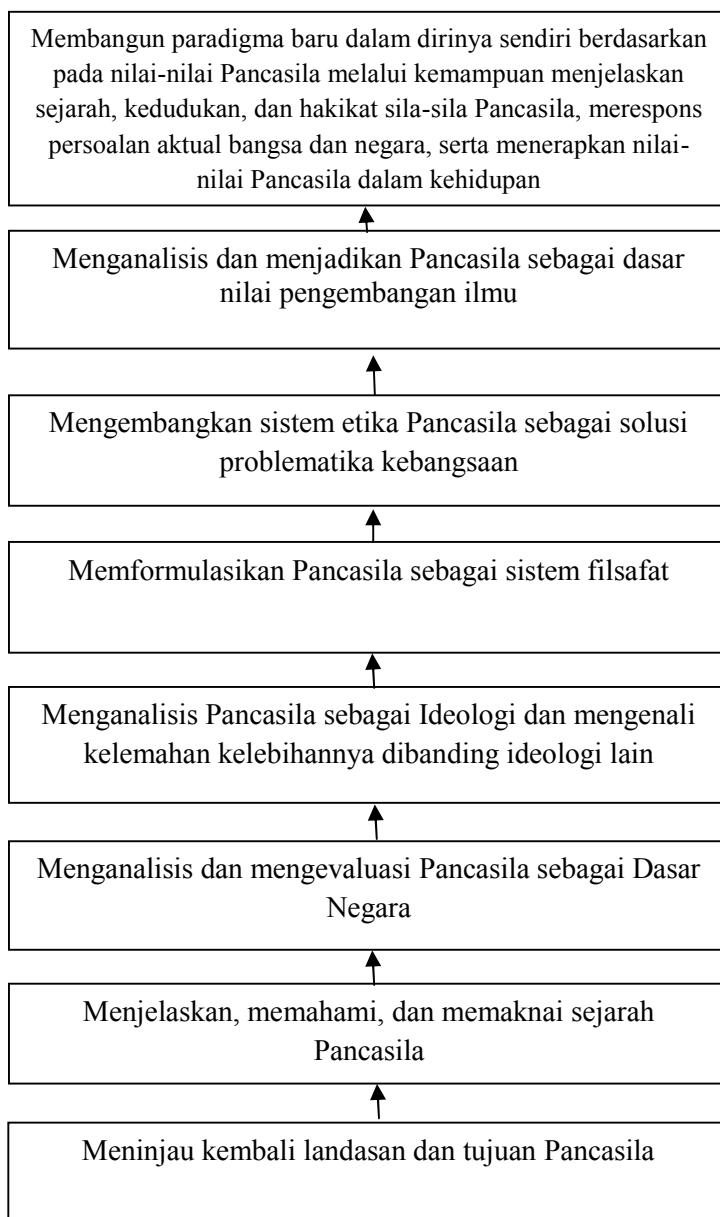 Membangun paradigma baru dalam dirinya sendiri berdasarkan
pada nilai-nilai Pancasila melalui kemampuan menjelaskan
sejarah, kedudukan, dan hakikat sila-sila Pancasila, merespons
persoalan aktual bangsa dan negara, serta menerapkan nilai-
nilai Pancasila dalam kehidupan
Menganalisis dan menjadikan Pancasila sebagai dasar
nilai pengembangan ilmu
Mengembangkan sistem etika Pancasila sebagai solusi
problematika kebangsaan
Memformulasikan Pancasila sebagai sistem filsafat
Menganalisis Pancasila sebagai Ideologi dan mengenali
kelemahan kelebihannya dibanding ideologi lain
Menganalisis dan mengevaluasi Pancasila sebagai Dasar
Negara
Menjelaskan, memahami, dan memaknai sejarah
Pancasila
Meninjau kembali landasan dan tujuan Pancasila